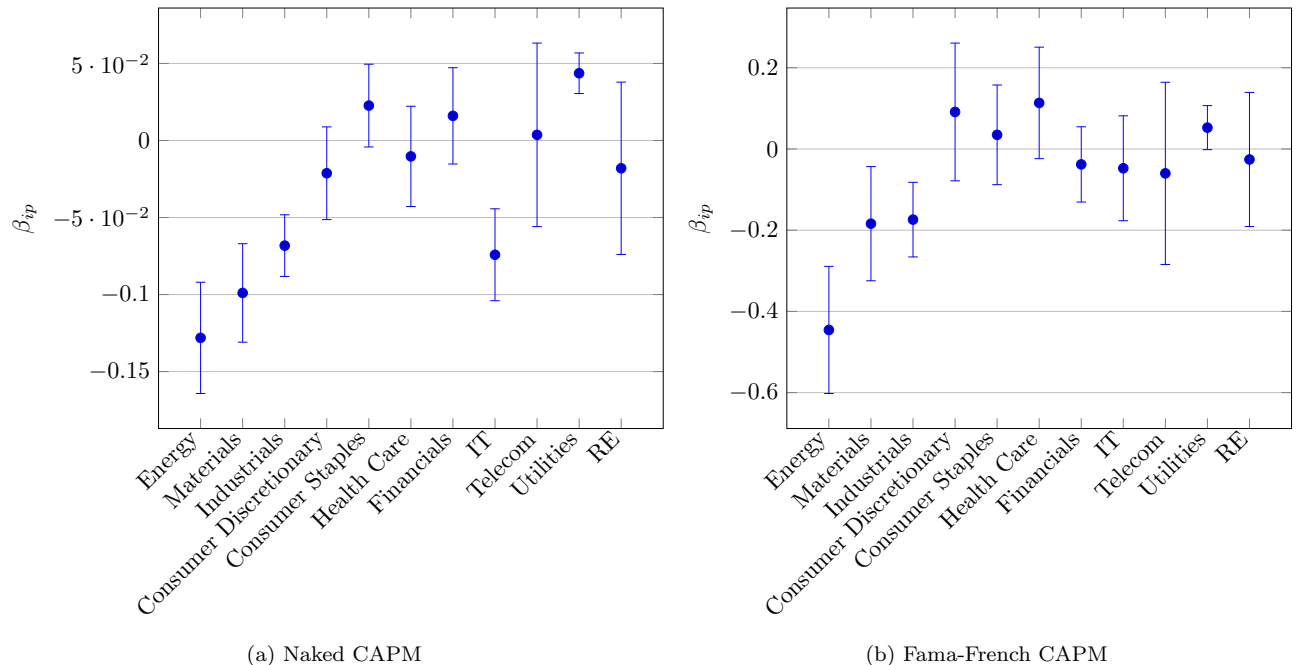 5 · 10⁻²
0
−5 · 10⁻²
−0.1
−0.15
β_ip
Energy
Materials
Industrials
Consumer Discretionary
Consumer Staples
Health Care
Financials
IT
Telecom
Utilities
RE
(a) Naked CAPM
0.2
0
−0.2
−0.4
−0.6
β_ip
Energy
Materials
Industrials
Consumer Discretionary
Consumer Staples
Health Care
Financials
IT
Telecom
Utilities
RE
(b) Fama-French CAPM